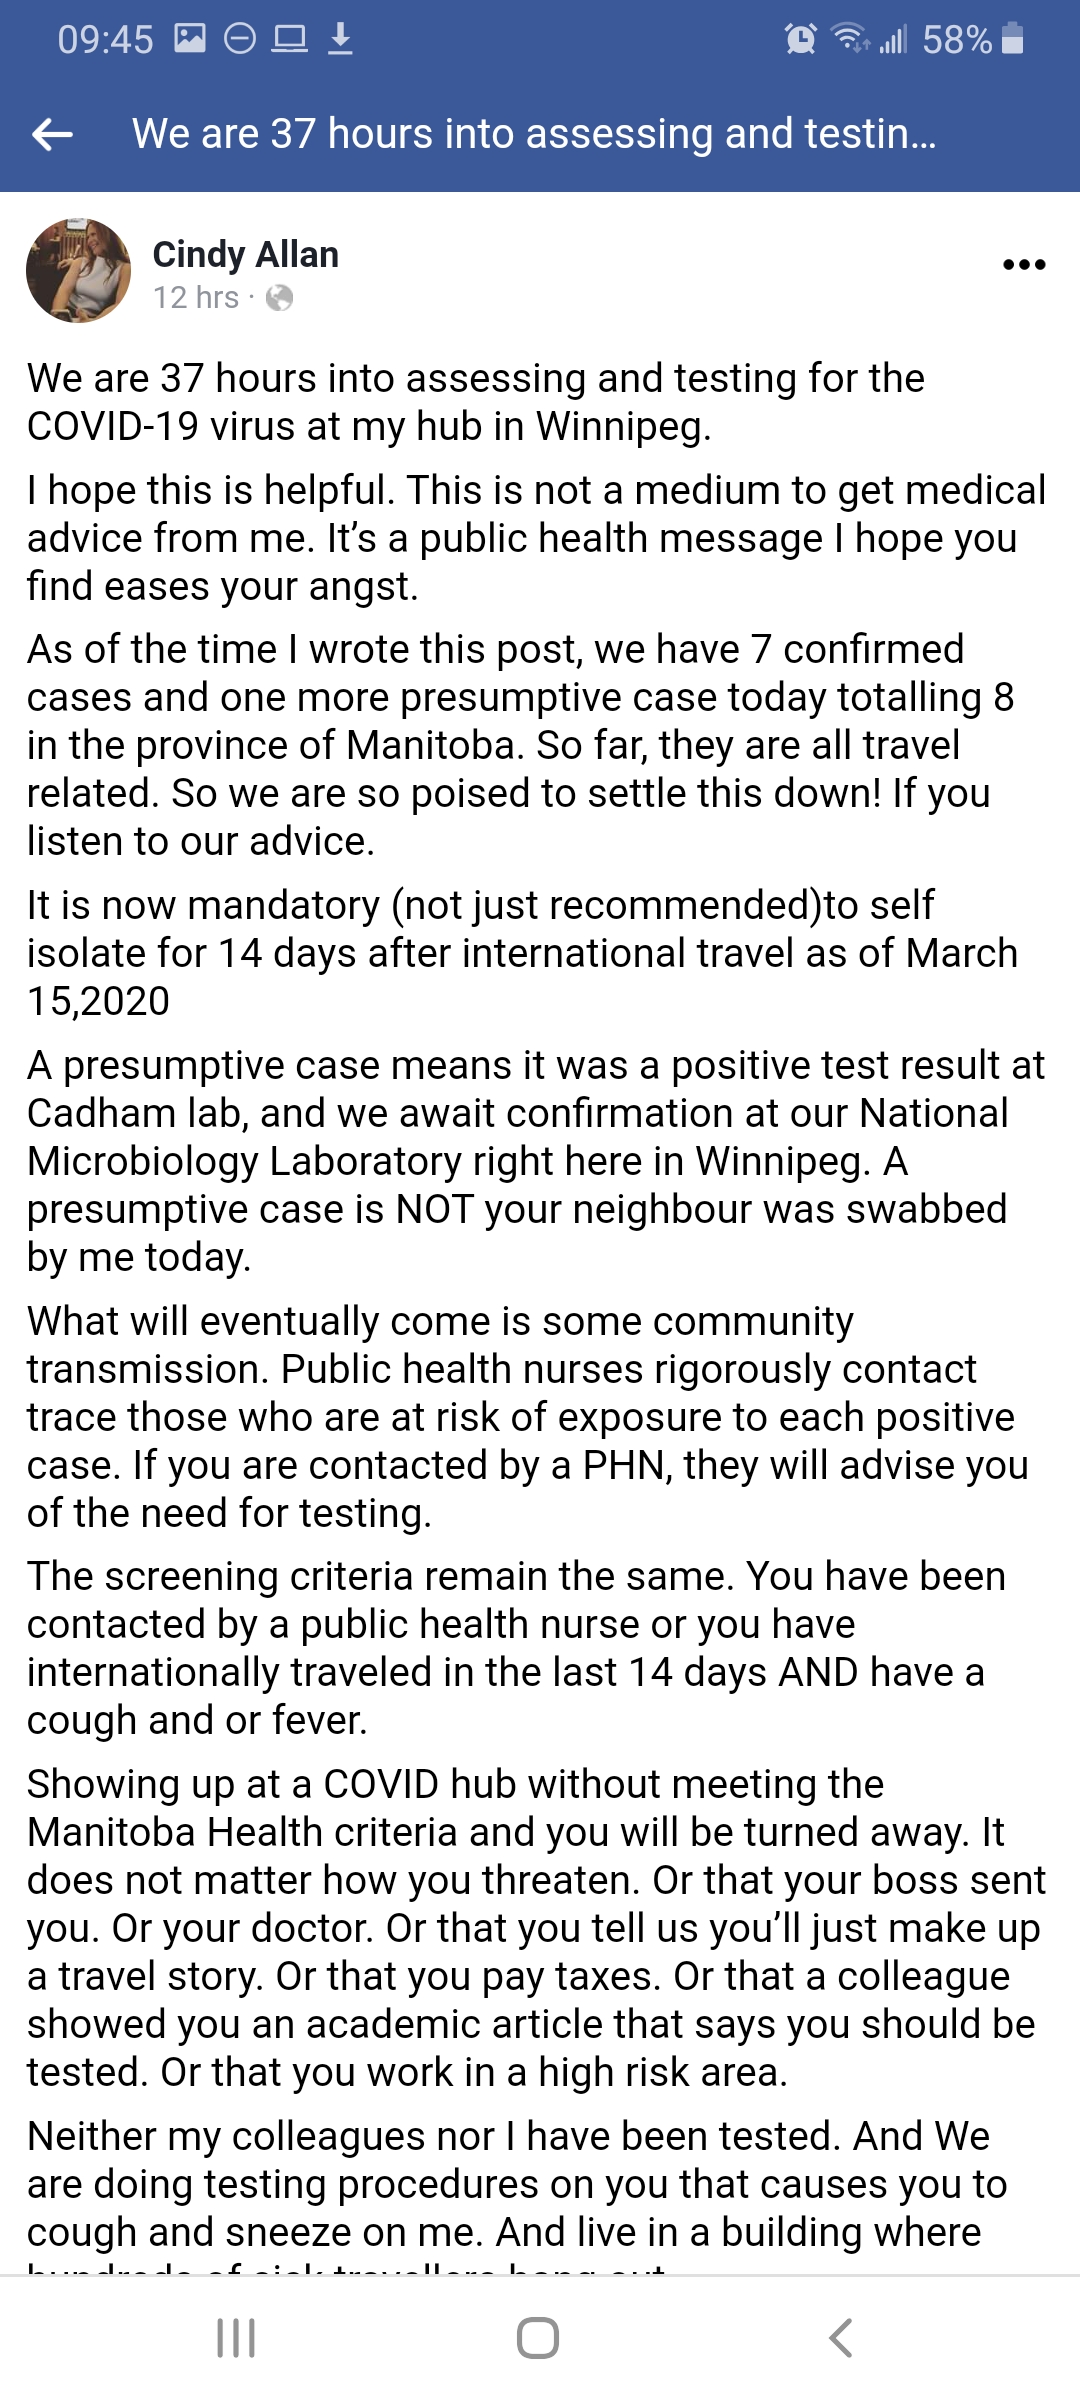 09:45
58%
We are 37 hours into assessing and testin...
Cindy Allan
12 hrs ·
We are 37 hours into assessing and testing for the
COVID-19 virus at my hub in Winnipeg.
I hope this is helpful. This is not a medium to get medical
advice from me. It’s a public health message I hope you
find eases your angst.
As of the time I wrote this post, we have 7 confirmed
cases and one more presumptive case today totalling 8
in the province of Manitoba. So far, they are all travel
related. So we are so poised to settle this down! If you
listen to our advice.
It is now mandatory (not just recommended)to self
isolate for 14 days after international travel as of March
15,2020
A presumptive case means it was a positive test result at
Cadham lab, and we await confirmation at our National
Microbiology Laboratory right here in Winnipeg. A
presumptive case is NOT your neighbour was swabbed
by me today.
What will eventually come is some community
transmission. Public health nurses rigorously contact
trace those who are at risk of exposure to each positive
case. If you are contacted by a PHN, they will advise you
of the need for testing.
The screening criteria remain the same. You have been
contacted by a public health nurse or you have
internationally traveled in the last 14 days AND have a
cough and or fever.
Showing up at a COVID hub without meeting the
Manitoba Health criteria and you will be turned away. It
does not matter how you threaten. Or that your boss sent
you. Or your doctor. Or that you tell us you’ll just make up
a travel story. Or that you pay taxes. Or that a colleague
showed you an academic article that says you should be
tested. Or that you work in a high risk area.
Neither my colleagues nor I have been tested. And We
are doing testing procedures on you that causes you to
cough and sneeze on me. And live in a building where
hundreds of sick travellers hang out.